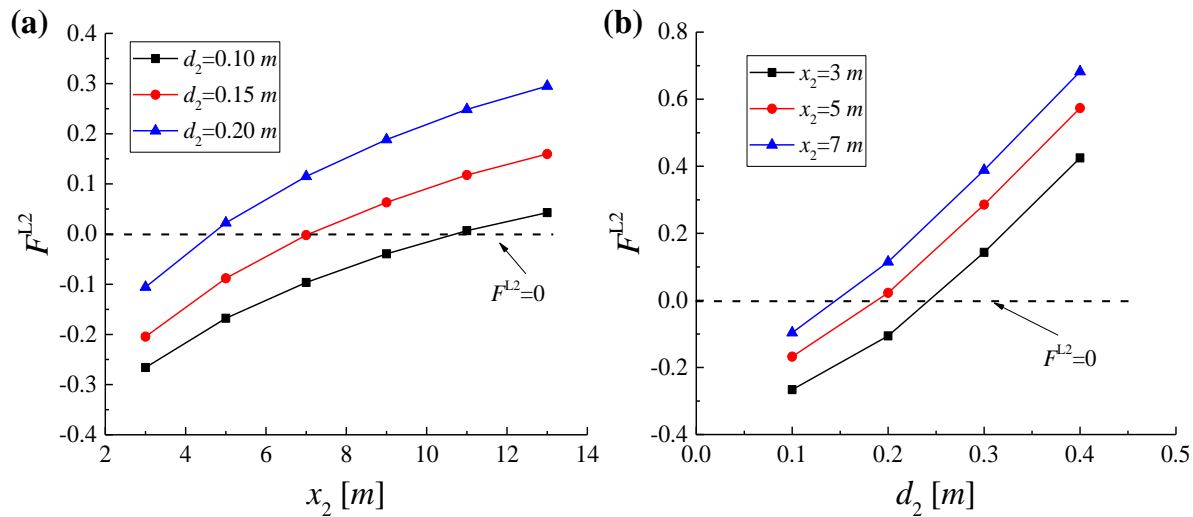 (a)
d₂=0.10 m
d₂=0.15 m
d₂=0.20 m
0.4
0.3
0.2
0.1
0.0
-0.1
-0.2
-0.3
-0.4
F^L2
F^L2=0
2 4 6 8 10 12 14
x₂ [m]
(b)
x₂=3 m
x₂=5 m
x₂=7 m
0.8
0.6
0.4
0.2
0.0
-0.2
-0.4
F^L2
F^L2=0
0.0 0.1 0.2 0.3 0.4 0.5
d₂ [m]